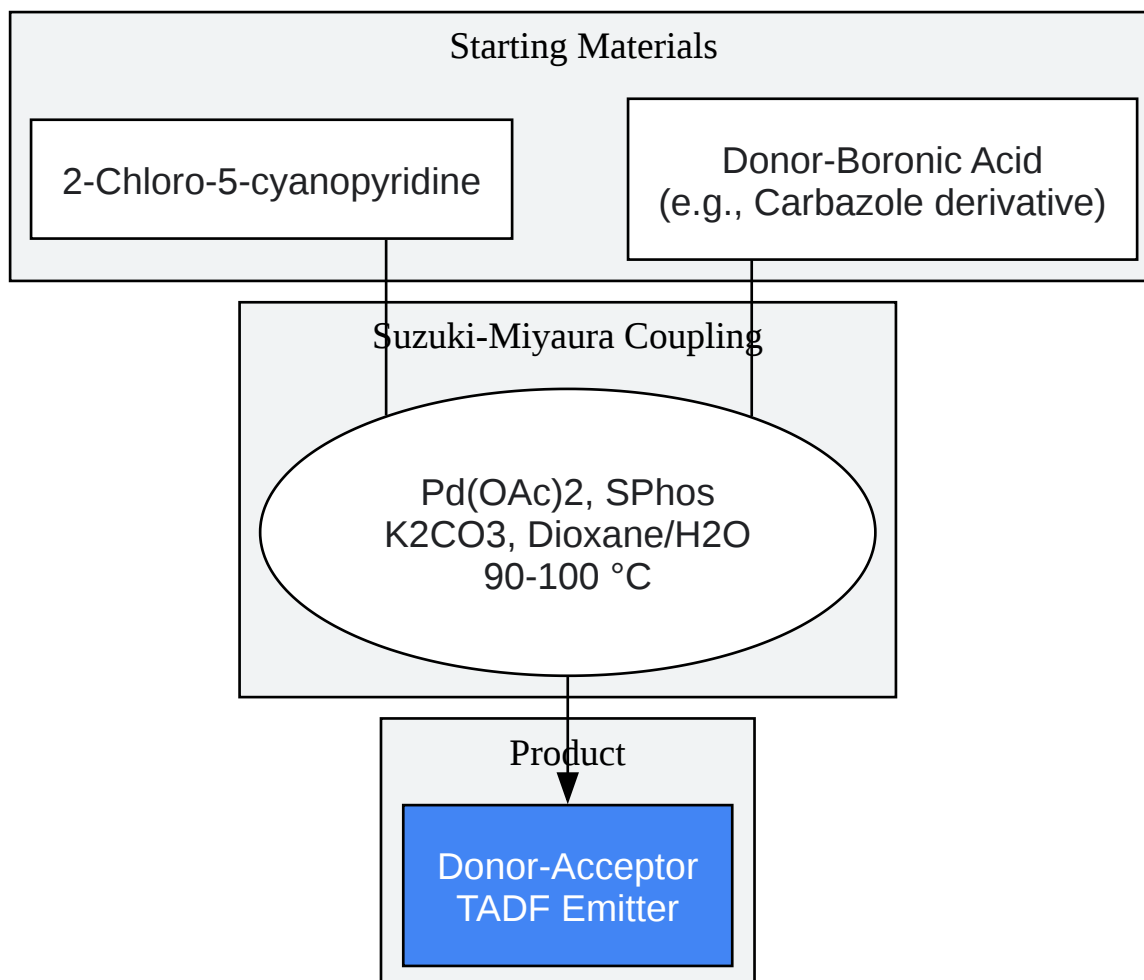 Starting Materials
2-Chloro-5-cyanopyridine
Donor-Boronic Acid
(e.g., Carbazole derivative)
Suzuki-Miyaura Coupling
Pd(OAc)2, SPhos
K2CO3, Dioxane/H2O
90-100 °C
Product
Donor-Acceptor
TADF Emitter